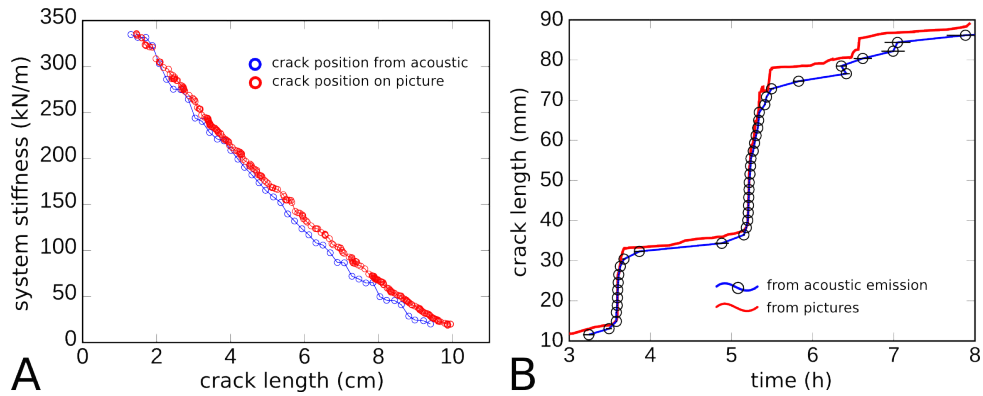 350
300
250
200
150
100
50
0
system stiffness (kN/m)
crack position from acoustic
crack position on picture
0 2 4 6 8 10
crack length (cm)
A
90
80
70
60
50
40
30
20
10
crack length (mm)
from acoustic emission
from pictures
3 4 5 6 7 8
time (h)
B